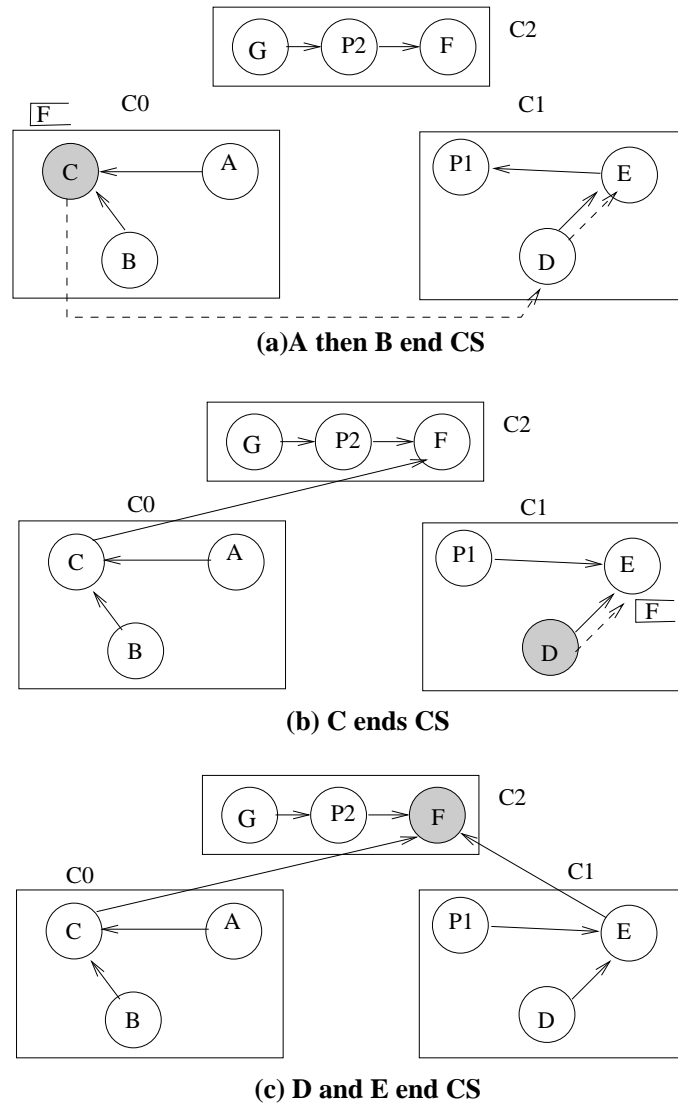 C2
G P2 F
F
C0 C1
C A P1 E
B D
(a)A then B end CS
G P2 F C2
C0 C1
C A P1 E
F
B D
(b) C ends CS
G P2 F C2
C0 C1
C A P1 E
B D
(c) D and E end CS